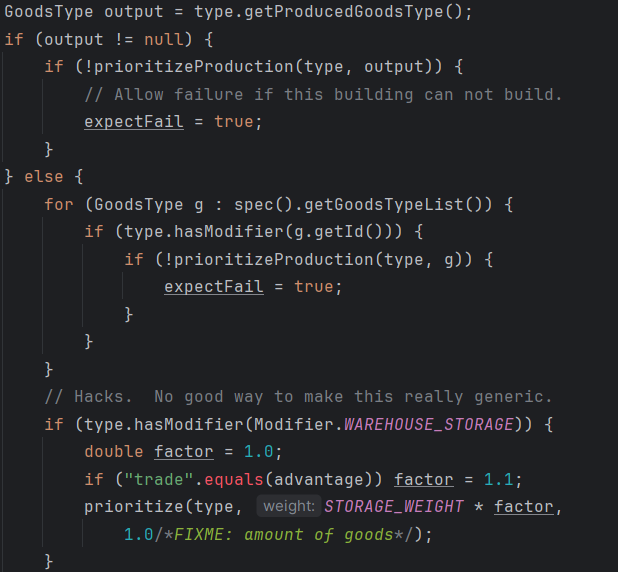 GoodsType output = type.getProducedGoodsType();
if (output != null) {
    if (!prioritizeProduction(type, output)) {
        // Allow failure if this building can not build.
        expectFail = true;
    }
} else {
    for (GoodsType g : spec().getGoodsTypeList()) {
        if (type.hasModifier(g.getId())) {
            if (!prioritizeProduction(type, g)) {
                expectFail = true;
            }
        }
    }
    // Hacks.  No good way to make this really generic.
    if (type.hasModifier(Modifier.WAREHOUSE_STORAGE)) {
        double factor = 1.0;
        if ("trade".equals(advantage)) factor = 1.1;
        prioritize(type, weight: STORAGE_WEIGHT * factor,
            1.0/*FIXME: amount of goods*/);
    }